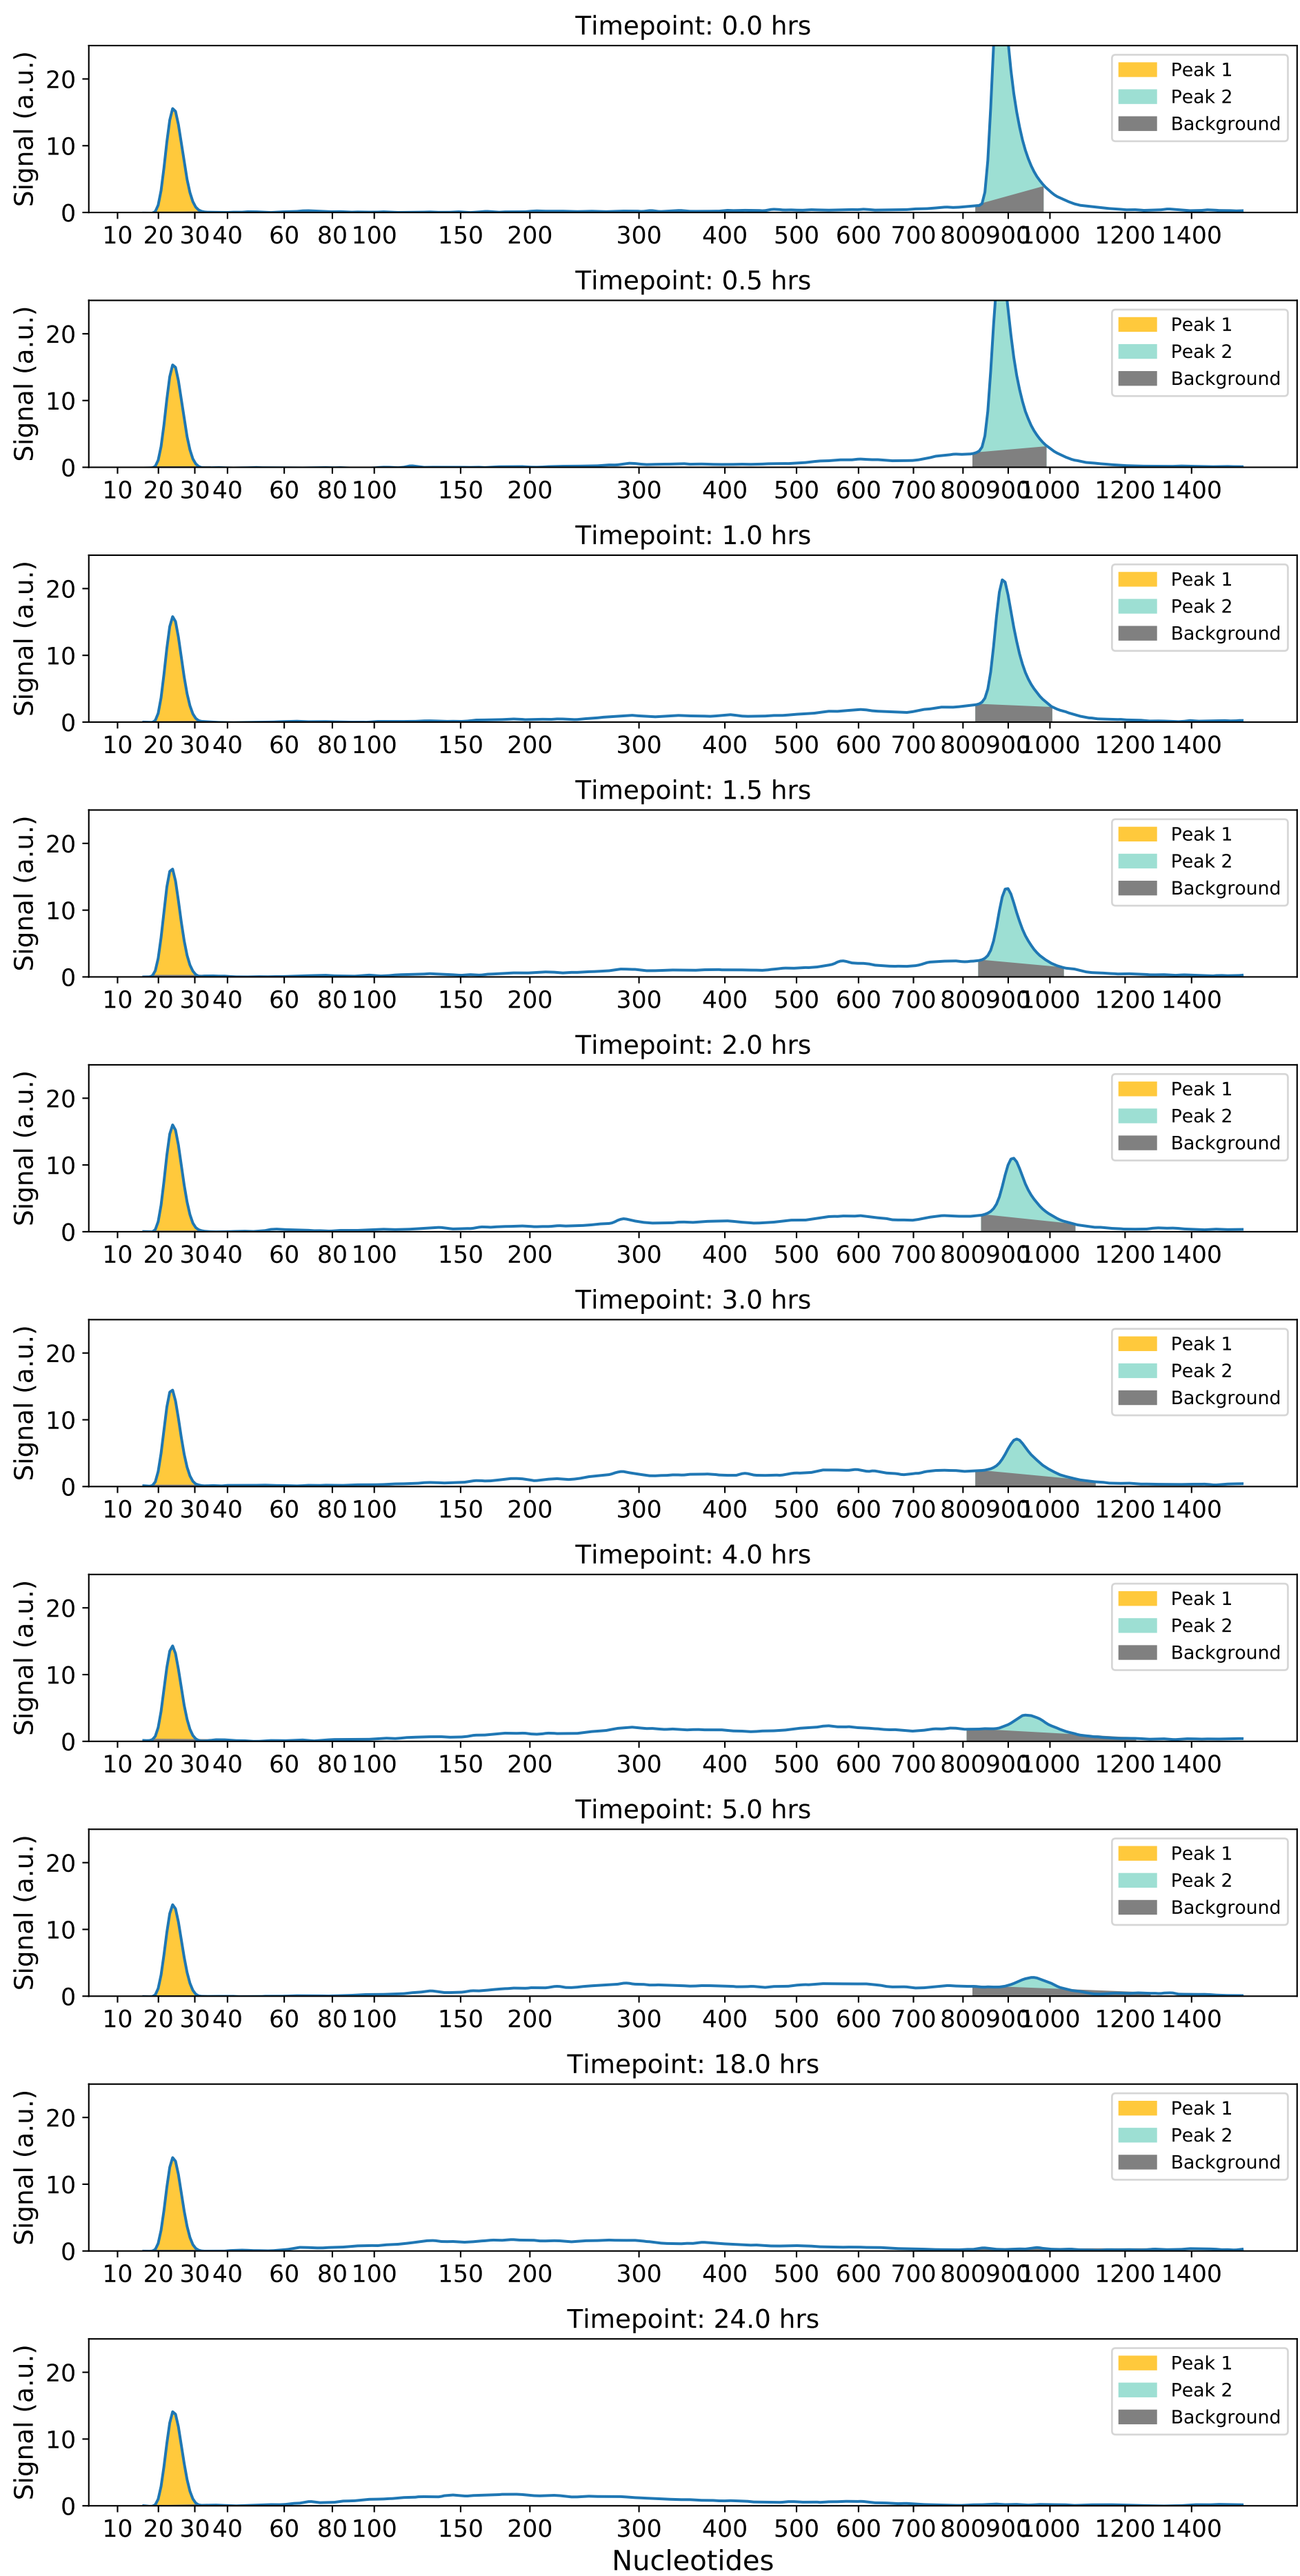 Timepoint: 0.0 hrs
Signal (a.u.)
20
10
0
Peak 1
Peak 2
Background
10 20 30 40 60 80 100 150 200 300 400 500 600 700 800 900 1000 1200 1400
Timepoint: 0.5 hrs
Signal (a.u.)
20
10
0
Peak 1
Peak 2
Background
10 20 30 40 60 80 100 150 200 300 400 500 600 700 800 900 1000 1200 1400
Timepoint: 1.0 hrs
Signal (a.u.)
20
10
0
Peak 1
Peak 2
Background
10 20 30 40 60 80 100 150 200 300 400 500 600 700 800 900 1000 1200 1400
Timepoint: 1.5 hrs
Signal (a.u.)
20
10
0
Peak 1
Peak 2
Background
10 20 30 40 60 80 100 150 200 300 400 500 600 700 800 900 1000 1200 1400
Timepoint: 2.0 hrs
Signal (a.u.)
20
10
0
Peak 1
Peak 2
Background
10 20 30 40 60 80 100 150 200 300 400 500 600 700 800 900 1000 1200 1400
Timepoint: 3.0 hrs
Signal (a.u.)
20
10
0
Peak 1
Peak 2
Background
10 20 30 40 60 80 100 150 200 300 400 500 600 700 800 900 1000 1200 1400
Timepoint: 4.0 hrs
Signal (a.u.)
20
10
0
Peak 1
Peak 2
Background
10 20 30 40 60 80 100 150 200 300 400 500 600 700 800 900 1000 1200 1400
Timepoint: 5.0 hrs
Signal (a.u.)
20
10
0
Peak 1
Peak 2
Background
10 20 30 40 60 80 100 150 200 300 400 500 600 700 800 900 1000 1200 1400
Timepoint: 18.0 hrs
Signal (a.u.)
20
10
0
Peak 1
Peak 2
Background
10 20 30 40 60 80 100 150 200 300 400 500 600 700 800 900 1000 1200 1400
Timepoint: 24.0 hrs
Signal (a.u.)
20
10
0
Peak 1
Peak 2
Background
10 20 30 40 60 80 100 150 200 300 400 500 600 700 800 900 1000 1200 1400
Nucleotides